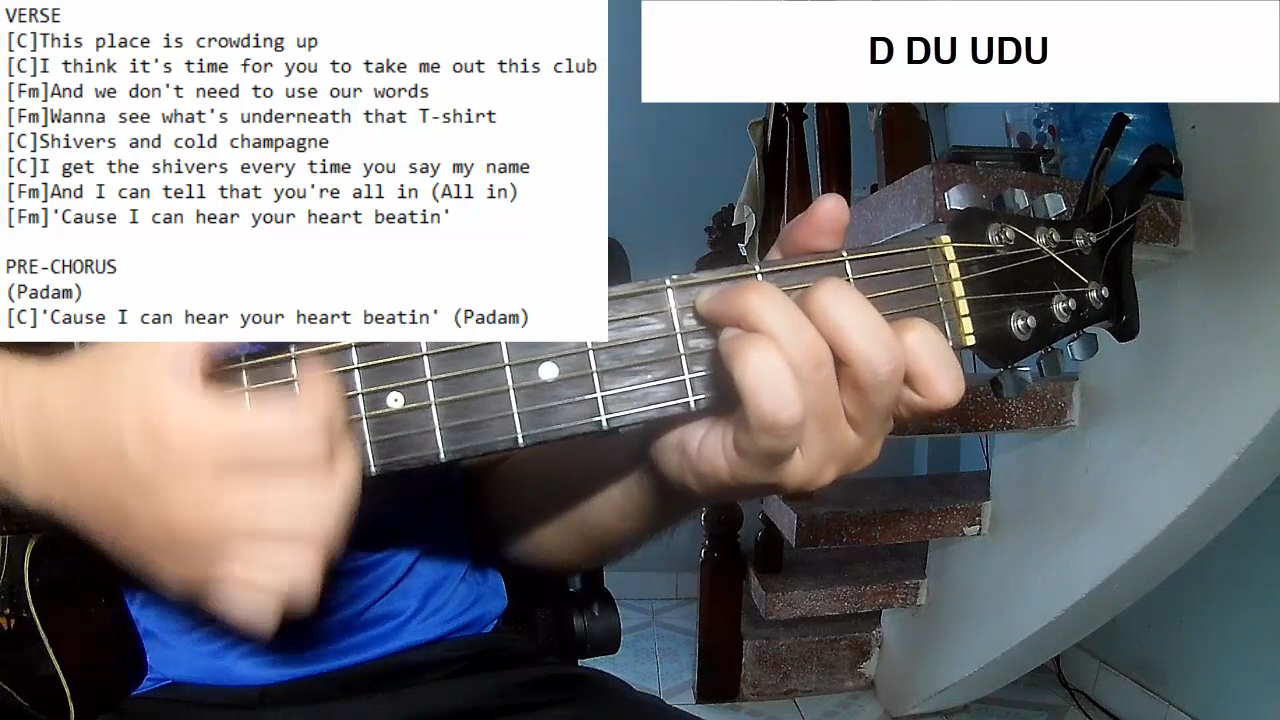 VERSE
[C]This place is crowding up
[C]I think it's time for you to take me out this club
[Fm]And we don't need to use our words
[Fm]Wanna see what's underneath that T-shirt
[C]Shivers and cold champagne
[C]I get the shivers every time you say my name
[Fm]And I can tell that you're all in (All in)
[Fm]'Cause I can hear your heart beatin'
PRE-CHORUS
(Padam)
[C]'Cause I can hear your heart beatin' (Padam)
D DU UDU